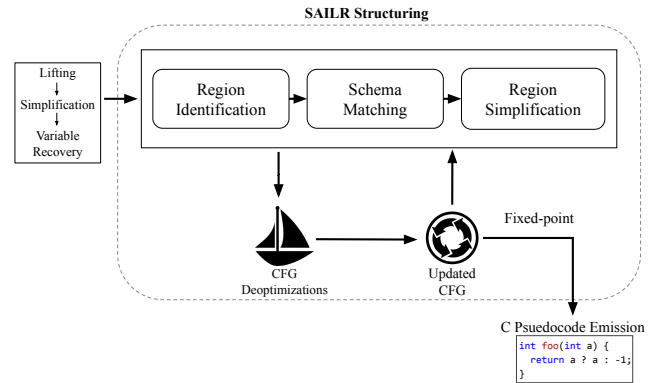 SAILR Structuring
Lifting
Simplification
Variable
Recovery
Region
Identification
Schema
Matching
Region
Simplification
CFG
Deoptimizations
Updated
CFG
Fixed-point
C Psuedocode Emission
int foo(int a) {
  return a ? a : -1;
}